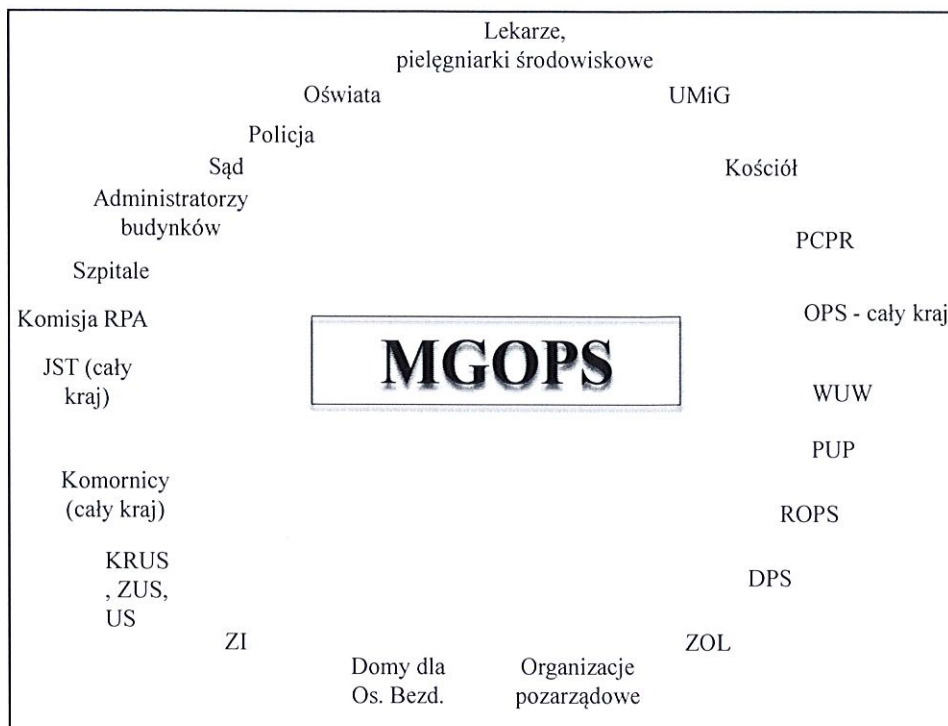 Lekarze,
pielęgniarki środowiskowe
Oświata
UMiG
Policja
Sąd
Kościół
Administratorzy
budynków
PCPR
Szpitale
Komisja RPA
OPS - cały kraj
MGOPS
JST (cały
kraj)
WUW
PUP
Komornicy
(cały kraj)
ROPS
KRUS
, ZUS,
US
DPS
ZI
ZOL
Domy dla
Os. Bezd.
Organizacje
pozarządowe